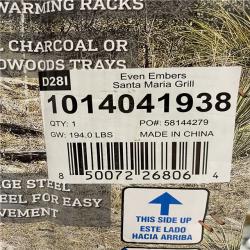 WARMING RACKS
L CHARCOAL OR
DWOODS TRAYS
D28I
Even Embers
Santa Maria Grill
1014041938
QTY: 1
PO#: 58144279
GW: 194.0 LBS
MADE IN CHINA
8 50072 26806 4
GE STEEL
EEL FOR EASY
VEMENT
THIS SIDE UP
ESTE LADO
HACIA ARRIBA